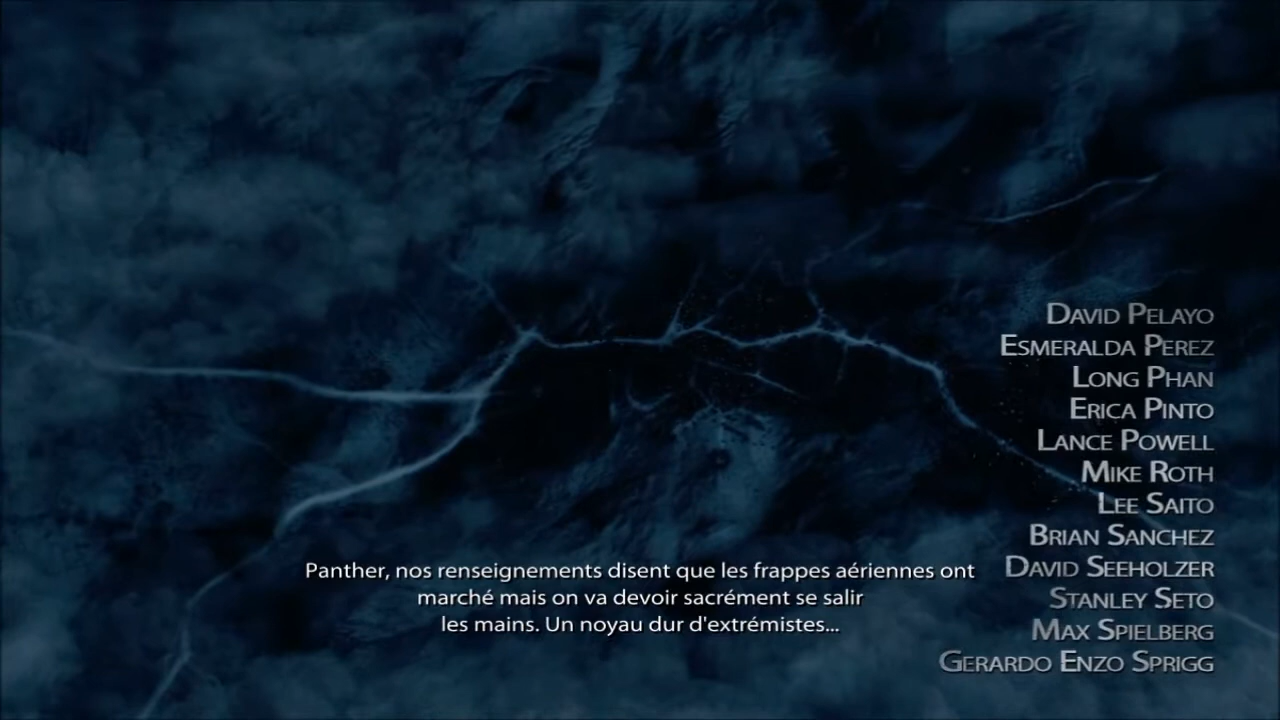 David Pelayo
Esmeralda Perez
Long Phan
Erica Pinto
Lance Powell
Mike Roth
Lee Saito
Brian Sanchez
David Seeholzer
Stanley Seto
Max Spielberg
Gerardo Enzo Sprigg
Panther, nos renseignements disent que les frappes aériennes ont
marché mais on va devoir sacrément se salir
les mains. Un noyau dur d'extrémistes...